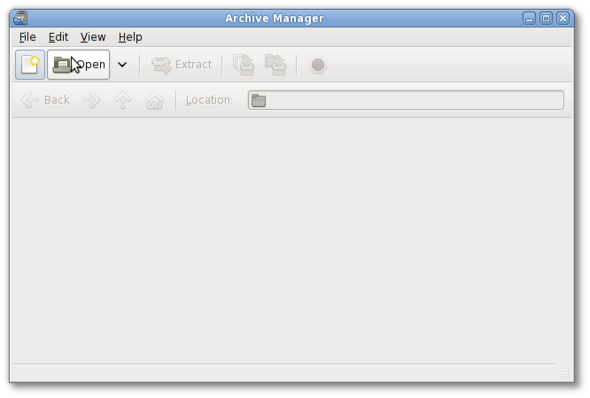 Archive Manager
File Edit View Help
Open Extract
Back Location: